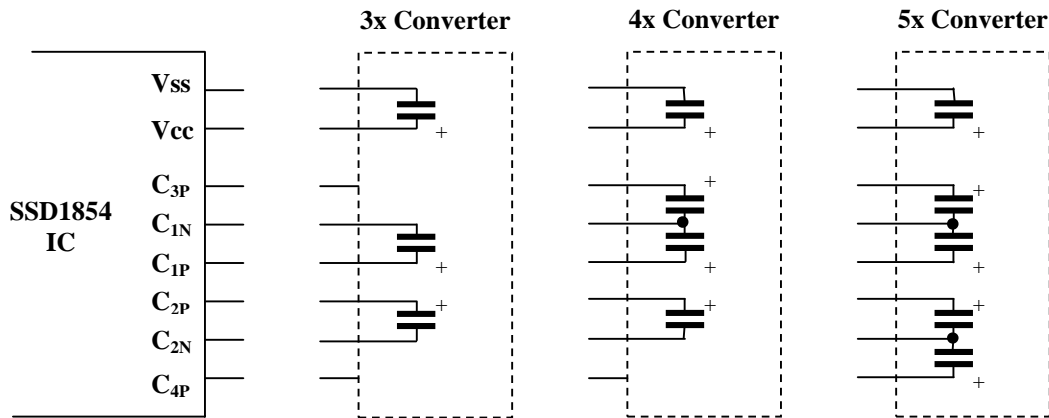 3x Converter 4x Converter 5x Converter
Vss
Vcc
+ + +
C3P
+ +
SSD1854
IC
C1N
C1P
+ + +
C2P
+ + +
C2N
C4P
+